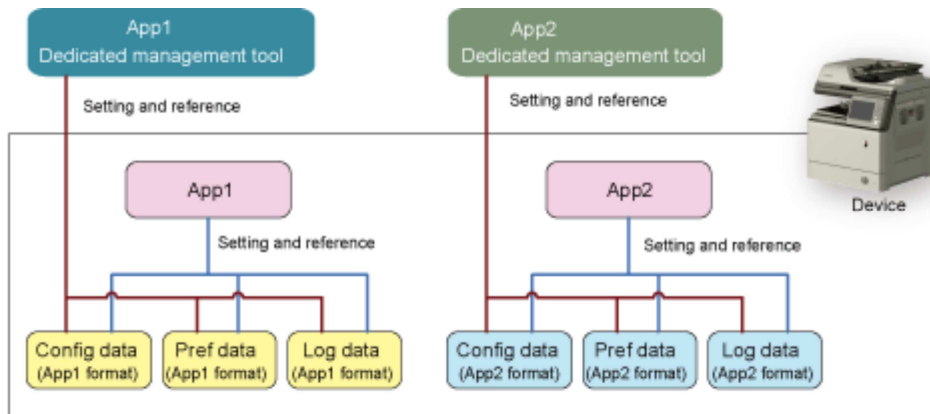 App1
Dedicated management tool
App2
Dedicated management tool
Setting and reference
Setting and reference
App1
App2
Device
Setting and reference
Setting and reference
Config data
(App1 format)
Pref data
(App1 format)
Log data
(App1 format)
Config data
(App2 format)
Pref data
(App2 format)
Log data
(App2 format)